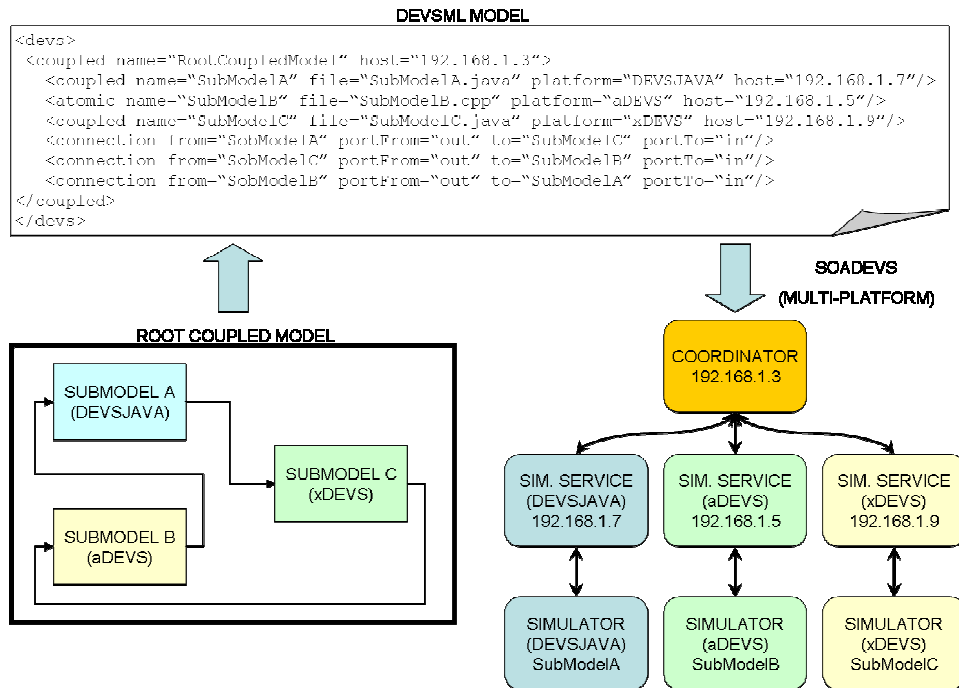 DEVSML MODEL
<devs>
<coupled name="RootCoupledModel" host="192.168.1.3">
<coupled name="SubModelA" file="SubModelA.java" platform="DEVSJAVA" host="192.168.1.7"/>
<atomic name="SubModelB" file="SubModelB.cpp" platform="aDEVS" host="192.168.1.5"/>
<coupled name="SubModelC" file="SubModelC.java" platform="xDEVS" host="192.168.1.9"/>
<connection from="SobModelA" portFrom="out" to="SubModelC" portTo="in"/>
<connection from="SubModelC" portFrom="out" to="SubModelB" portTo="in"/>
<connection from="SobModelB" portFrom="out" to="SubModelA" portTo="in"/>
</coupled>
</devs>
SOADEVS
(MULTI-PLATFORM)
ROOT COUPLED MODEL
SUBMODEL A
(DEVSJAVA)
SUBMODEL C
(xDEVS)
SUBMODEL B
(aDEVS)
COORDINATOR
192.168.1.3
SIM. SERVICE
(DEVSJAVA)
192.168.1.7
SIM. SERVICE
(aDEVS)
192.168.1.5
SIM. SERVICE
(xDEVS)
192.168.1.9
SIMULATOR
(DEVSJAVA)
SubModelA
SIMULATOR
(aDEVS)
SubModelB
SIMULATOR
(xDEVS)
SubModelC